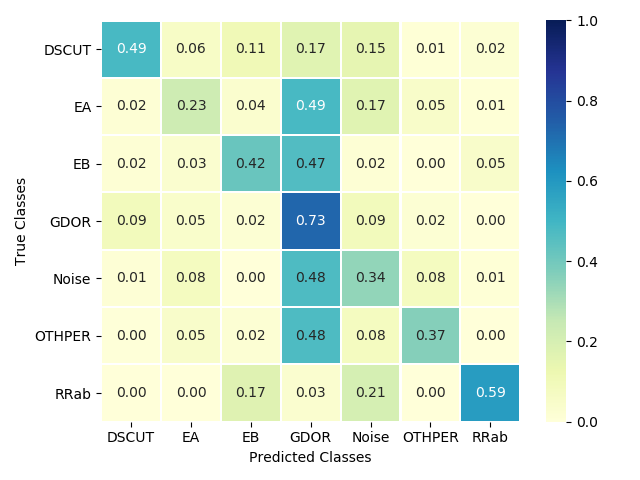 DSCUT 0.49 0.06 0.11 0.17 0.15 0.01 0.02
EA 0.02 0.23 0.04 0.49 0.17 0.05 0.01
EB 0.02 0.03 0.42 0.47 0.02 0.00 0.05
GDOR 0.09 0.05 0.02 0.73 0.09 0.02 0.00
Noise 0.01 0.08 0.00 0.48 0.34 0.08 0.01
OTHPER 0.00 0.05 0.02 0.48 0.08 0.37 0.00
RRab 0.00 0.00 0.17 0.03 0.21 0.00 0.59
DSCUT EA EB GDOR Noise OTHPER RRab
Predicted Classes
True Classes
1.0
0.8
0.6
0.4
0.2
0.0